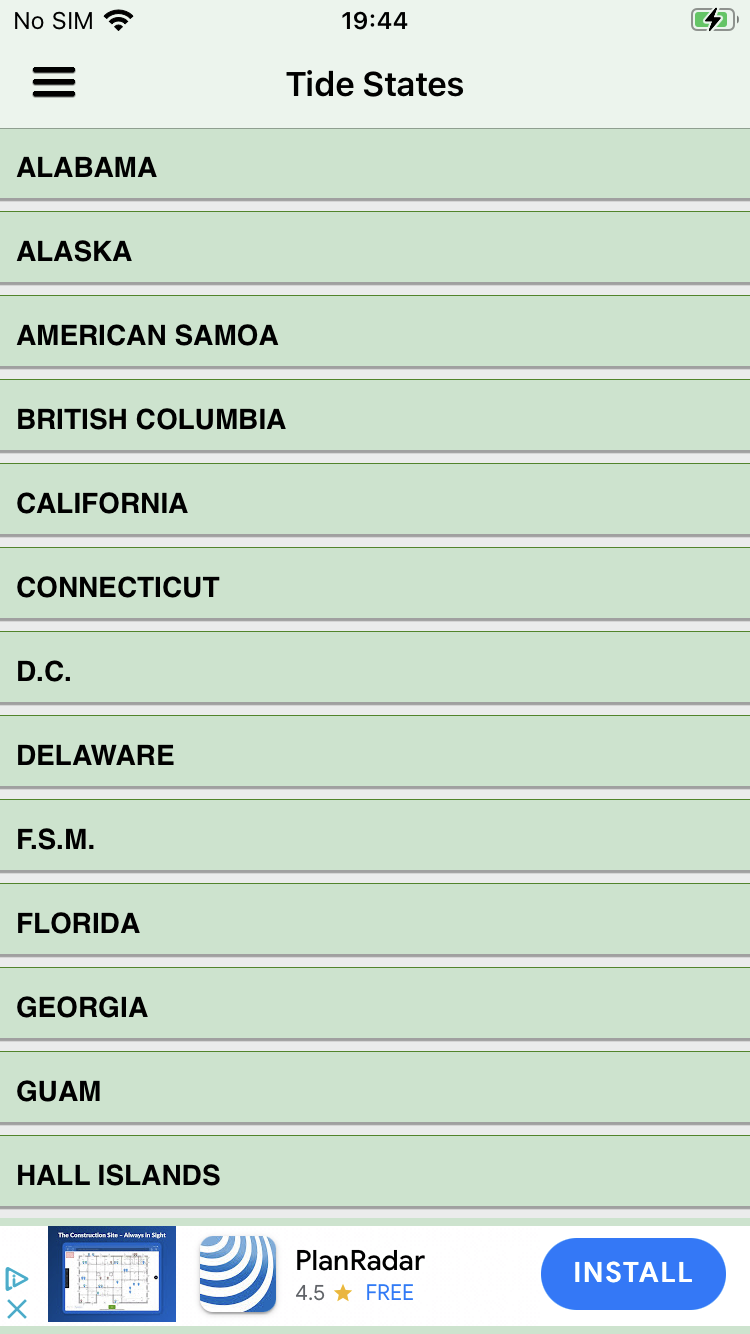 No SIM 19:44
Tide States
ALABAMA
ALASKA
AMERICAN SAMOA
BRITISH COLUMBIA
CALIFORNIA
CONNECTICUT
D.C.
DELAWARE
F.S.M.
FLORIDA
GEORGIA
GUAM
HALL ISLANDS
The Construction Site – Always in Sight
PlanRadar
4.5 ★ FREE
INSTALL